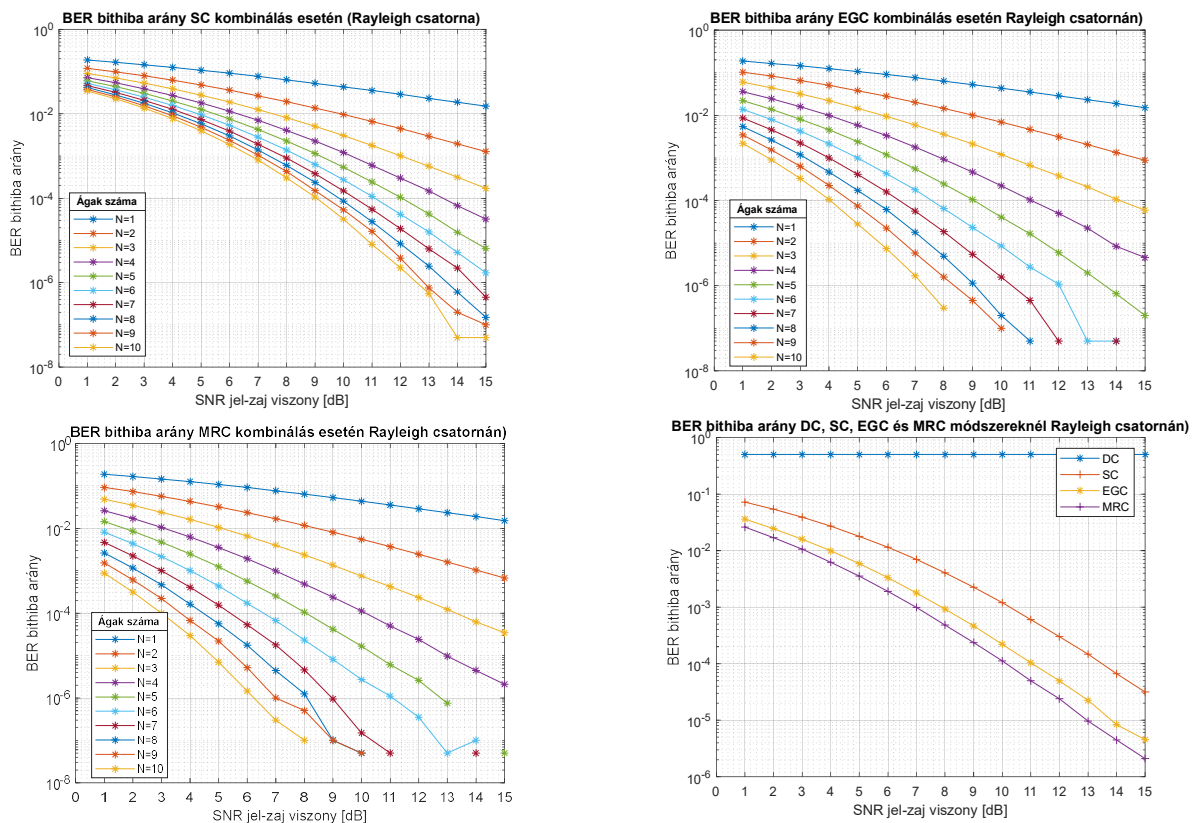 BER bithiba arány SC kombinálás esetén (Rayleigh csatorna)
BER bithiba arány
10^0
10^-2
10^-4
10^-6
10^-8
Ágak száma
N=1
N=2
N=3
N=4
N=5
N=6
N=7
N=8
N=9
N=10
0 1 2 3 4 5 6 7 8 9 10 11 12 13 14 15
SNR jel-zaj viszony [dB]
BER bithiba arány EGC kombinálás esetén Rayleigh csatornán)
BER bithiba arány
10^0
10^-2
10^-4
10^-6
10^-8
Ágak száma
N=1
N=2
N=3
N=4
N=5
N=6
N=7
N=8
N=9
N=10
0 1 2 3 4 5 6 7 8 9 10 11 12 13 14 15
SNR jel-zaj viszony [dB]
BER bithiba arány MRC kombinálás esetén Rayleigh csatornán)
BER bithiba arány
10^0
10^-2
10^-4
10^-6
10^-8
Ágak száma
N=1
N=2
N=3
N=4
N=5
N=6
N=7
N=8
N=9
N=10
0 1 2 3 4 5 6 7 8 9 10 11 12 13 14 15
SNR jel-zaj viszony [dB]
BER bithiba arány DC, SC, EGC és MRC módszereknél Rayleigh csatornán)
BER bithiba arány
10^0
10^-1
10^-2
10^-3
10^-4
10^-5
10^-6
DC
SC
EGC
MRC
0 1 2 3 4 5 6 7 8 9 10 11 12 13 14 15
SNR jel-zaj viszony [dB]